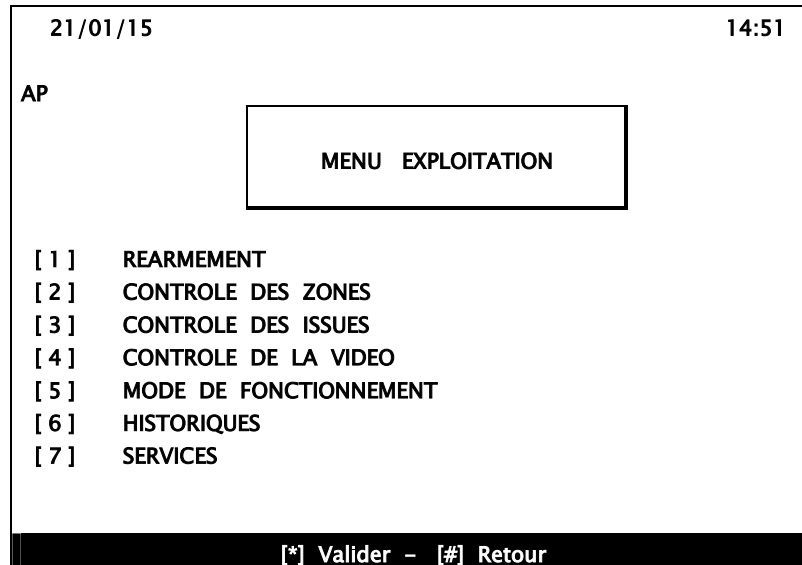 21/01/15 14:51
AP
MENU EXPLOITATION
[ 1 ] REARMEMENT
[ 2 ] CONTROLE DES ZONES
[ 3 ] CONTROLE DES ISSUES
[ 4 ] CONTROLE DE LA VIDEO
[ 5 ] MODE DE FONCTIONNEMENT
[ 6 ] HISTORIQUES
[ 7 ] SERVICES
[*] Valider – [#] Retour